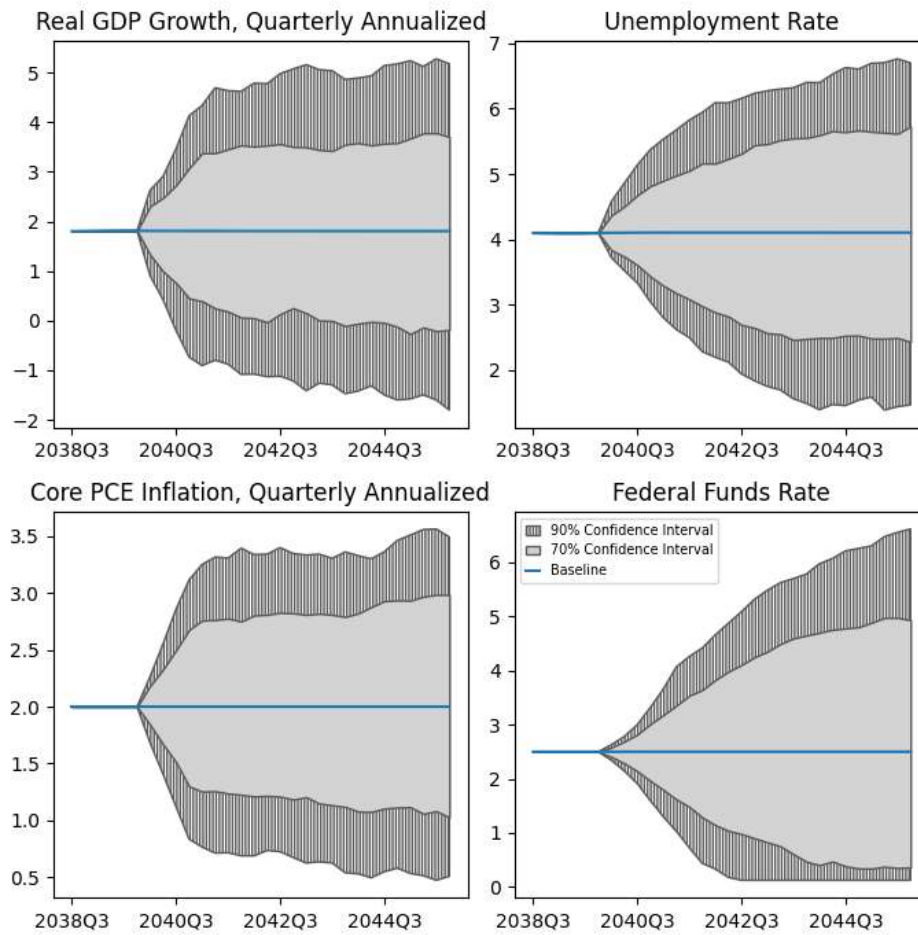 Real GDP Growth, Quarterly Annualized
5
4
3
2
1
0
−1
−2
2038Q3 2040Q3 2042Q3 2044Q3
Unemployment Rate
7
6
5
4
3
2
2038Q3 2040Q3 2042Q3 2044Q3
Core PCE Inflation, Quarterly Annualized
3.5
3.0
2.5
2.0
1.5
1.0
0.5
2038Q3 2040Q3 2042Q3 2044Q3
Federal Funds Rate
90% Confidence Interval
70% Confidence Interval
Baseline
6
5
4
3
2
1
0
2038Q3 2040Q3 2042Q3 2044Q3